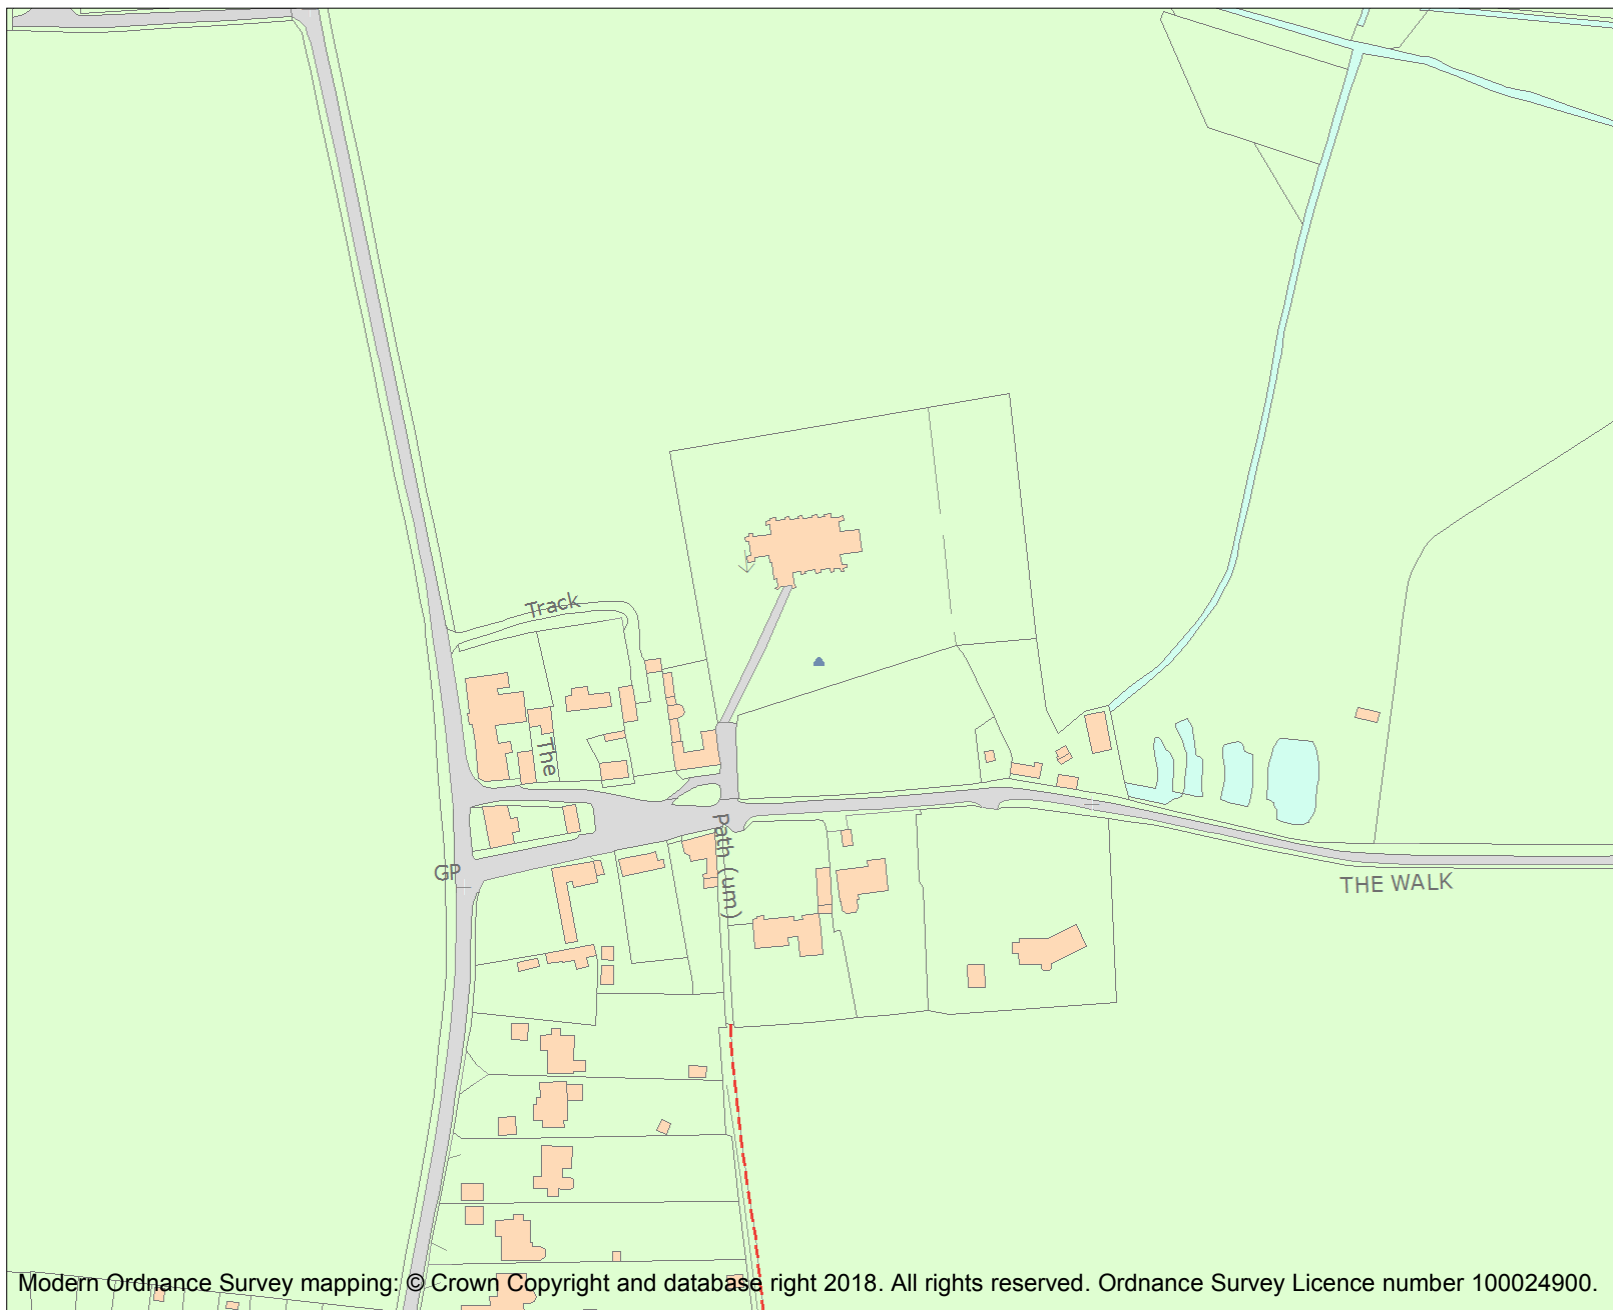 Track
The
Path (um)
GP
THE WALK
Modern Ordnance Survey mapping: © Crown Copyright and database right 2018. All rights reserved. Ordnance Survey Licence number 100024900.